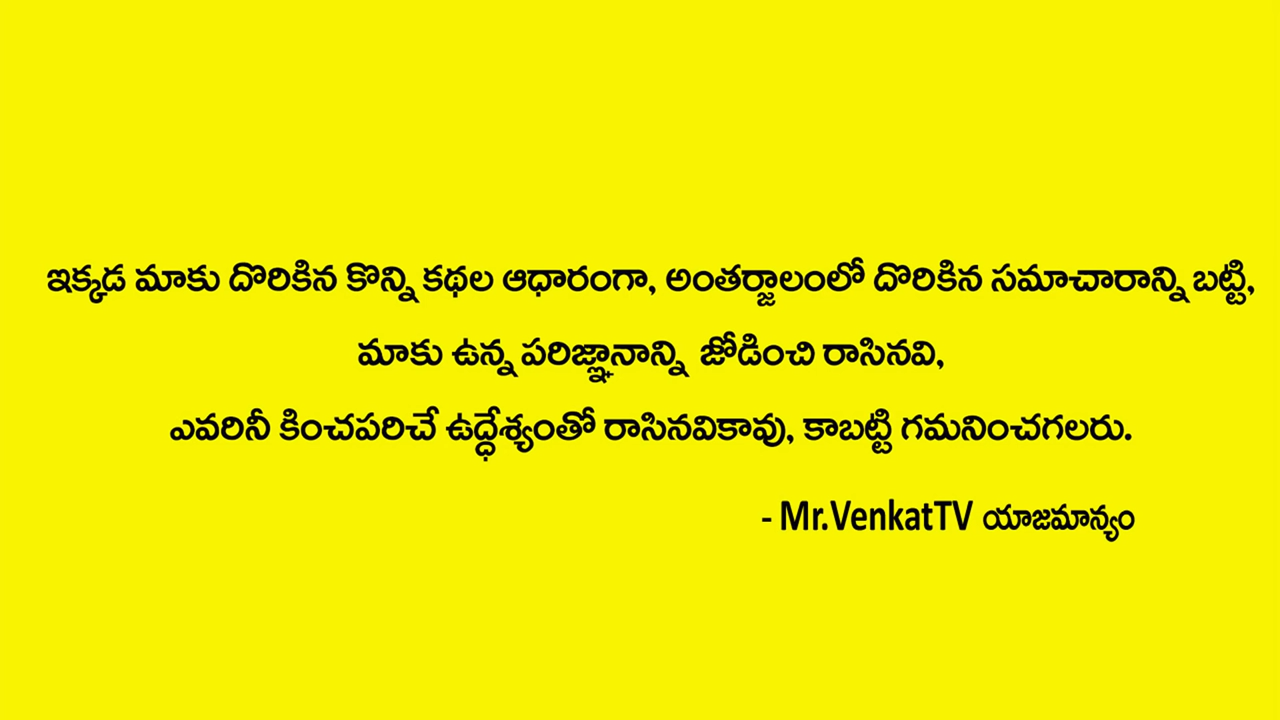 ఇక్కడ మాకు దొరికిన కొన్ని కథల ఆధారంగా, అంతర్జాలంలో దొరికిన సమాచారాన్ని బట్టి,
మాకు ఉన్న పరిజ్ఞానాన్ని జోడించి రాసినవి,
ఎవరినీ కించపరిచే ఉద్ధేశ్యంతో రాసినవికావు, కాబట్టి గమనించగలరు.
- Mr.VenkatTV యాజమాన్యం